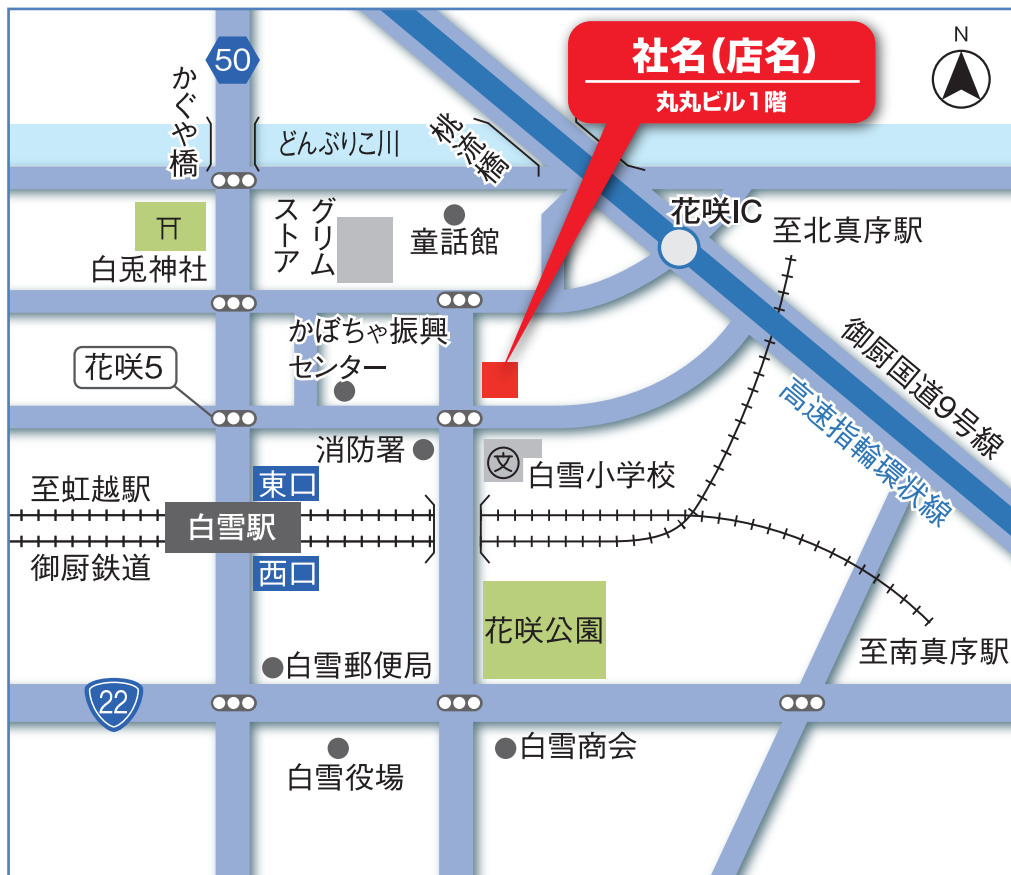 社名(店名)
丸丸ビル1階
N
50
かぐや橋
どんぶりこ川
桃流橋
花咲IC
至北真序駅
グリム
ストア
童話館
白兎神社
かぼちゃ振興
センター
花咲5
御厨国道9号線
高速指輪環状線
消防署
文
白雪小学校
東口
至虹越駅
白雪駅
御厨鉄道
西口
花咲公園
至南真序駅
白雪郵便局
22
白雪商会
白雪役場